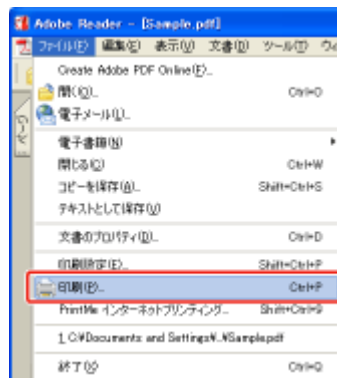 Adobe Reader - [Sample.pdf]
ファイル(F) 編集(E) 表示(V) 文書(D) ツール(T) ウィ
Create Adobe PDF Online(F)...
開く(O)... Ctrl+O
電子メール(L)...
電子書籍(N)
閉じる(C) Ctrl+W
コピーを保存(A)... Shift+Ctrl+S
テキストとして保存(V)
文書のプロパティ(D)... Ctrl+D
印刷設定(E)... Shift+Ctrl+P
印刷(P)... Ctrl+P
PrintMe インターネットプリンティング... Shift+Ctrl+9
1 C:¥Documents and Settings¥..¥Sample.pdf
終了(X) Ctrl+Q
ページ